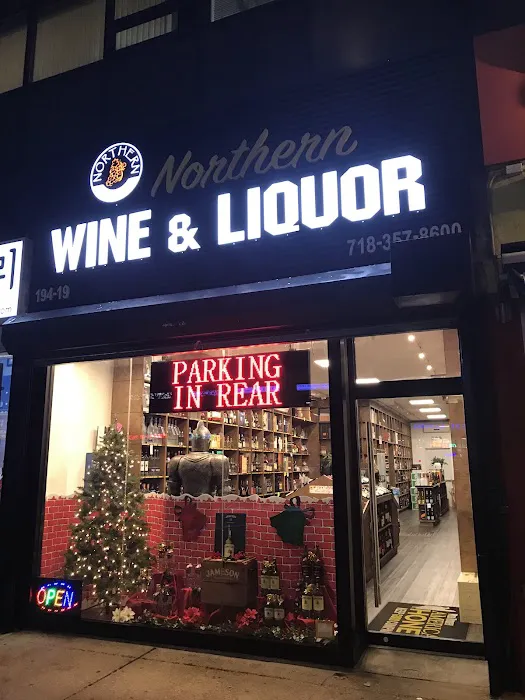 NORTHERN
Northern
WINE & LIQUOR
718-357-8600
194-19
PARKING
IN REAR
JAMESON
OPEN
HOME